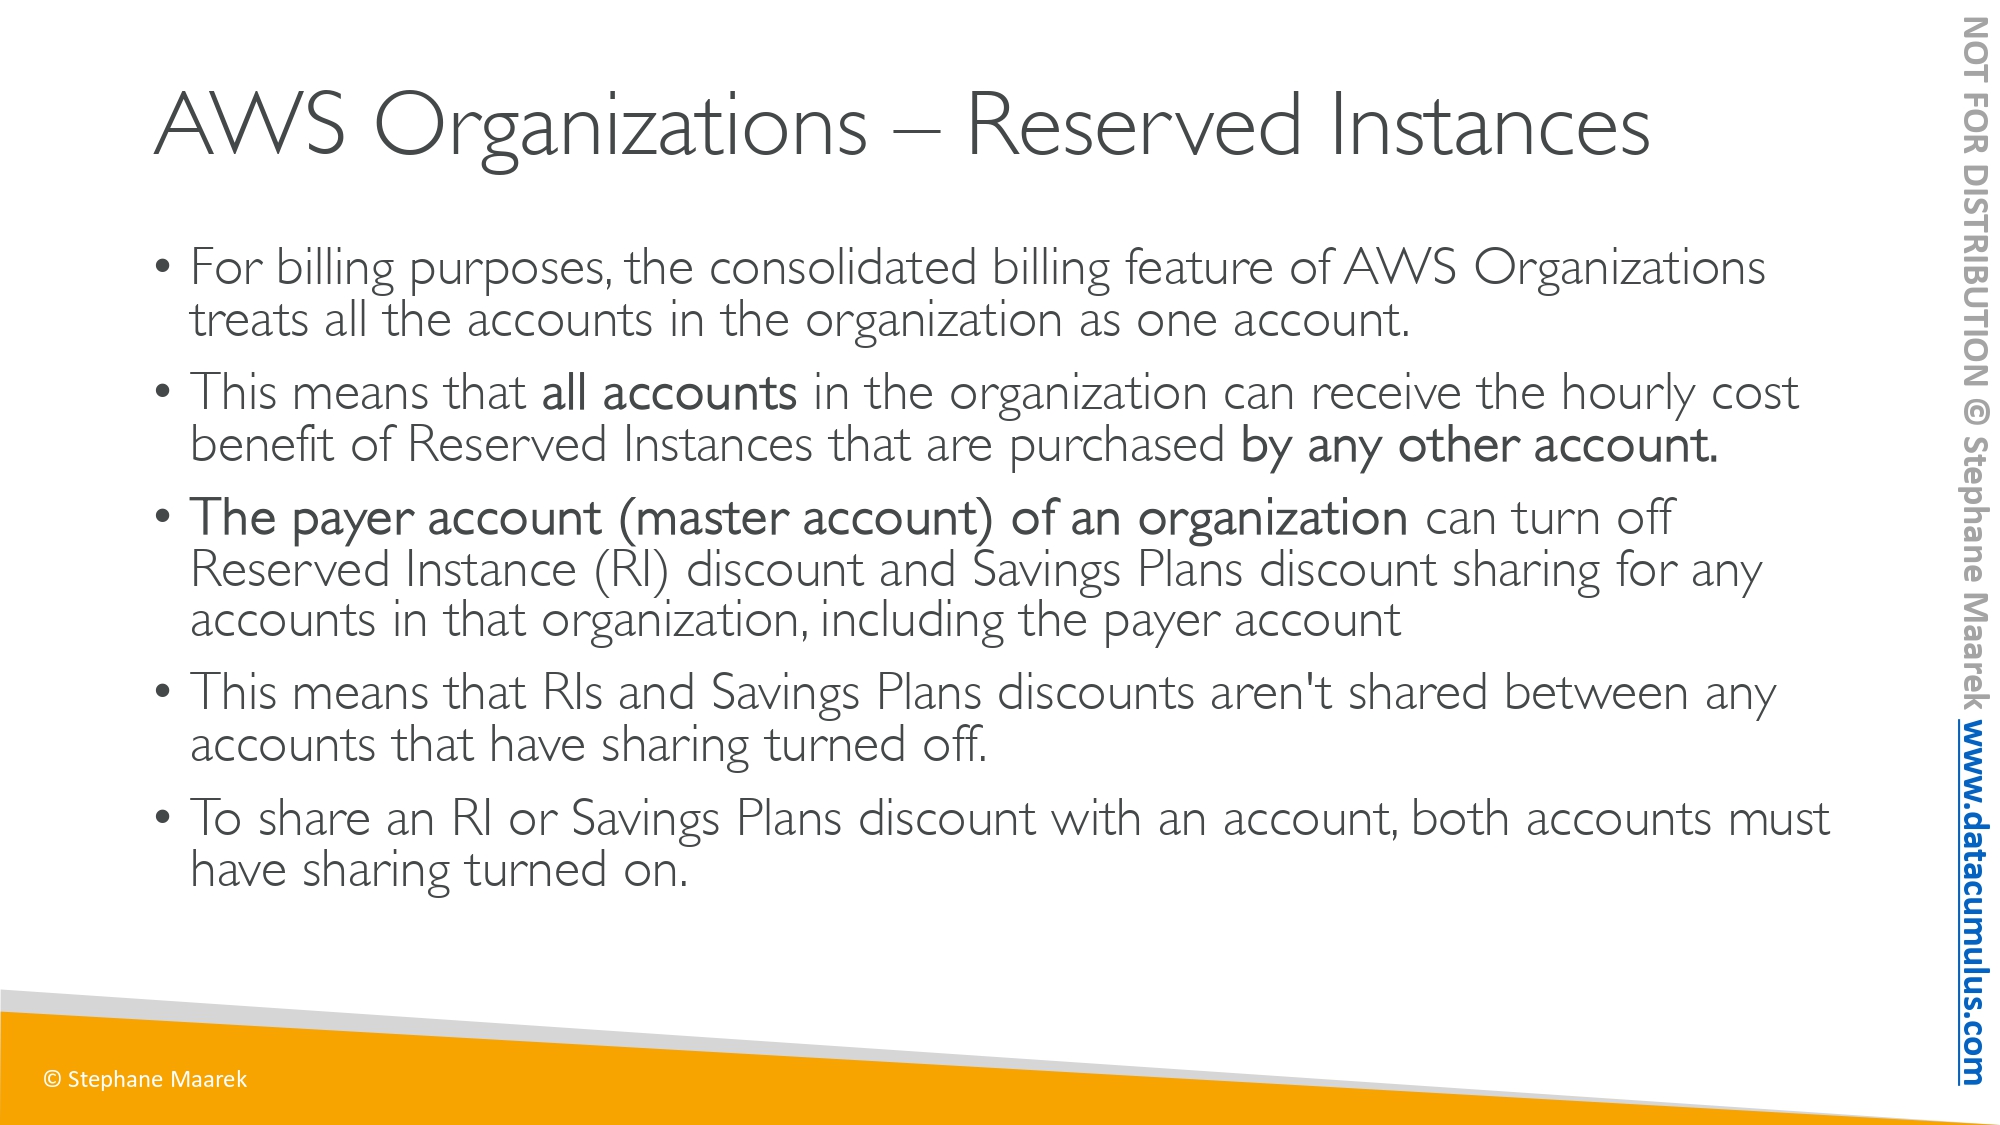 AWS Organizations – Reserved Instances
• For billing purposes, the consolidated billing feature of AWS Organizations
treats all the accounts in the organization as one account.
• This means that all accounts in the organization can receive the hourly cost
benefit of Reserved Instances that are purchased by any other account.
• The payer account (master account) of an organization can turn off
Reserved Instance (RI) discount and Savings Plans discount sharing for any
accounts in that organization, including the payer account
• This means that RIs and Savings Plans discounts aren't shared between any
accounts that have sharing turned off.
• To share an RI or Savings Plans discount with an account, both accounts must
have sharing turned on.
© Stephane Maarek
NOT FOR DISTRIBUTION © Stephane Maarek www.datacumulus.com